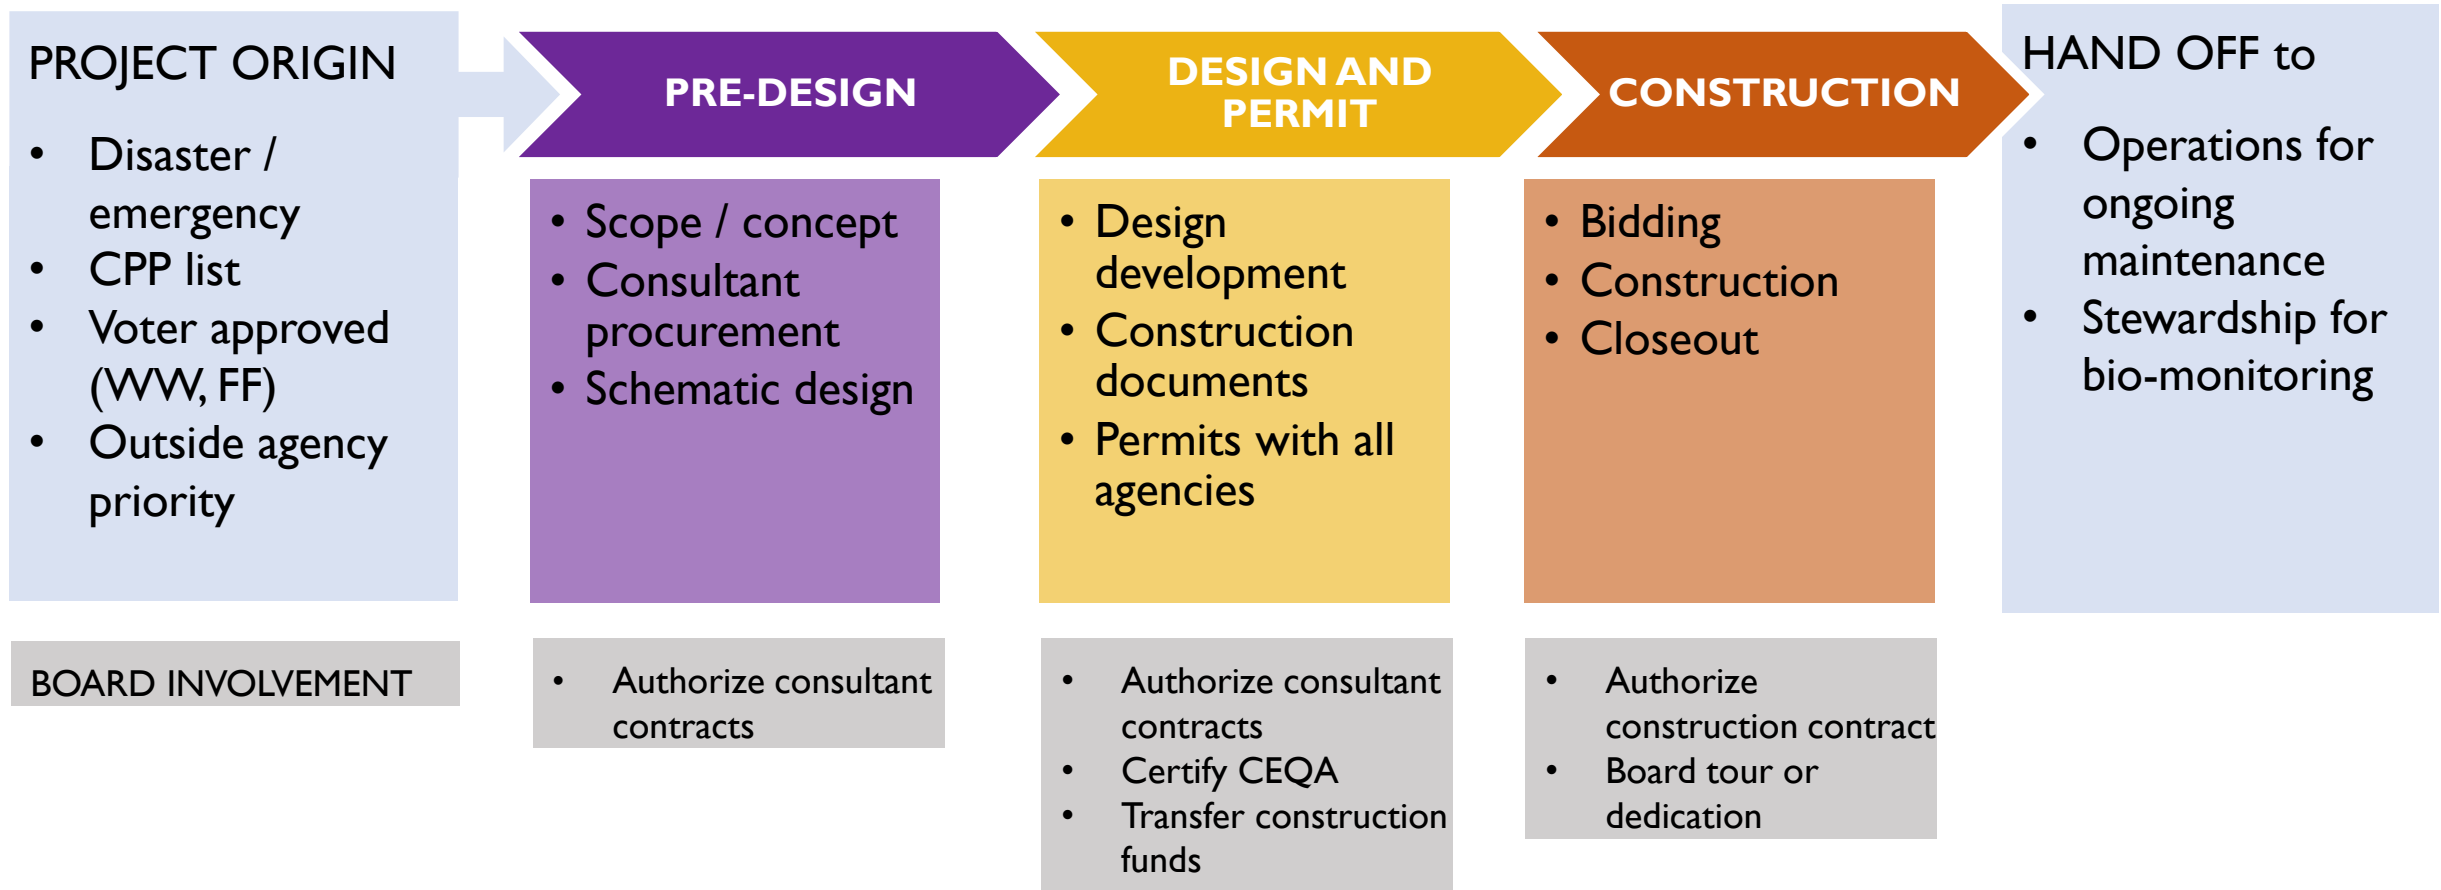 PROJECT ORIGIN
• Disaster /
emergency
• CPP list
• Voter approved
(WW, FF)
• Outside agency
priority
PRE-DESIGN
• Scope / concept
• Consultant
procurement
• Schematic design
DESIGN AND
PERMIT
• Design
development
• Construction
documents
• Permits with all
agencies
CONSTRUCTION
• Bidding
• Construction
• Closeout
HAND OFF to
• Operations for
ongoing
maintenance
• Stewardship for
bio-monitoring
BOARD INVOLVEMENT
• Authorize consultant
contracts
• Authorize consultant
contracts
• Certify CEQA
• Transfer construction
funds
• Authorize
construction contract
• Board tour or
dedication